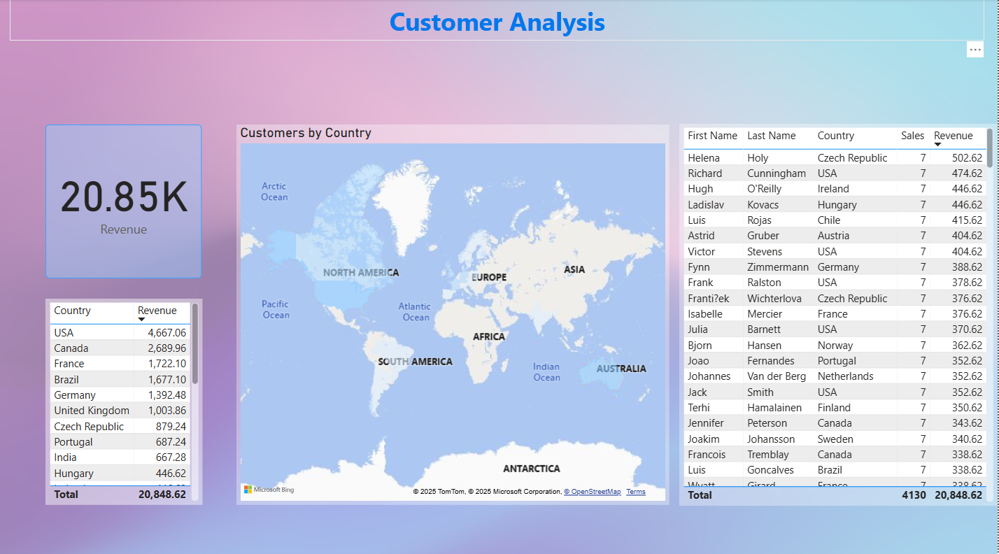 Customer Analysis
...
20.85K
Revenue
Country Revenue
USA 4,667.06
Canada 2,689.96
France 1,722.10
Brazil 1,677.10
Germany 1,392.48
United Kingdom 1,003.86
Czech Republic 879.24
Portugal 687.24
India 667.28
Hungary 446.62
Total 20,848.62
Customers by Country
Arctic
Ocean
NORTH AMERICA
EUROPE
ASIA
Pacific
Ocean
Atlantic
Ocean
AFRICA
SOUTH AMERICA
Indian
Ocean
AUSTRALIA
ANTARCTICA
Microsoft Bing
© 2025 TomTom, © 2025 Microsoft Corporation, © OpenStreetMap Terms
First Name Last Name Country Sales Revenue
Helena Holy Czech Republic 7 502.62
Richard Cunningham USA 7 474.62
Hugh O'Reilly Ireland 7 446.62
Ladislav Kovacs Hungary 7 446.62
Luis Rojas Chile 7 415.62
Astrid Gruber Austria 7 404.62
Victor Stevens USA 7 404.62
Fynn Zimmermann Germany 7 388.62
Frank Ralston USA 7 378.62
Franti?ek Wichterlova Czech Republic 7 376.62
Isabelle Mercier France 7 376.62
Julia Barnett USA 7 370.62
Bjorn Hansen Norway 7 362.62
Joao Fernandes Portugal 7 352.62
Johannes Van der Berg Netherlands 7 352.62
Jack Smith USA 7 352.62
Terhi Hamalainen Finland 7 350.62
Jennifer Peterson Canada 7 343.62
Joakim Johansson Sweden 7 340.62
Francois Tremblay Canada 7 338.62
Luis Goncalves Brazil 7 338.62
Wyatt Girard France 7 338.62
Total 4130 20,848.62